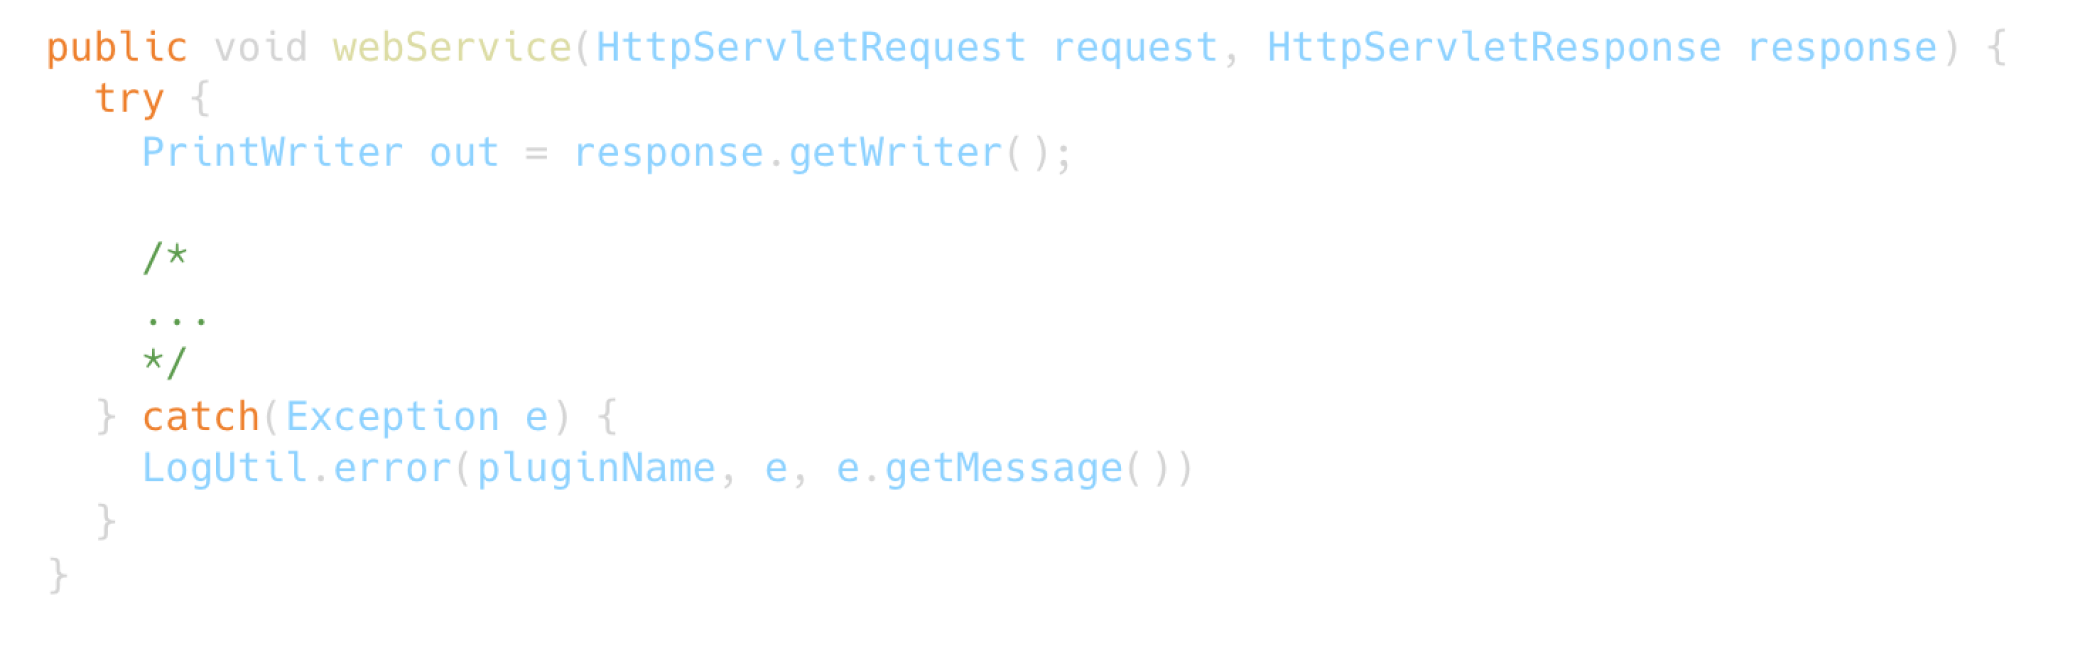 public void webService(HttpServletRequest request, HttpServletResponse response) {
  try {
    PrintWriter out = response.getWriter();

    /*
    ...
    */
  } catch(Exception e) {
    LogUtil.error(pluginName, e, e.getMessage())
  }
}